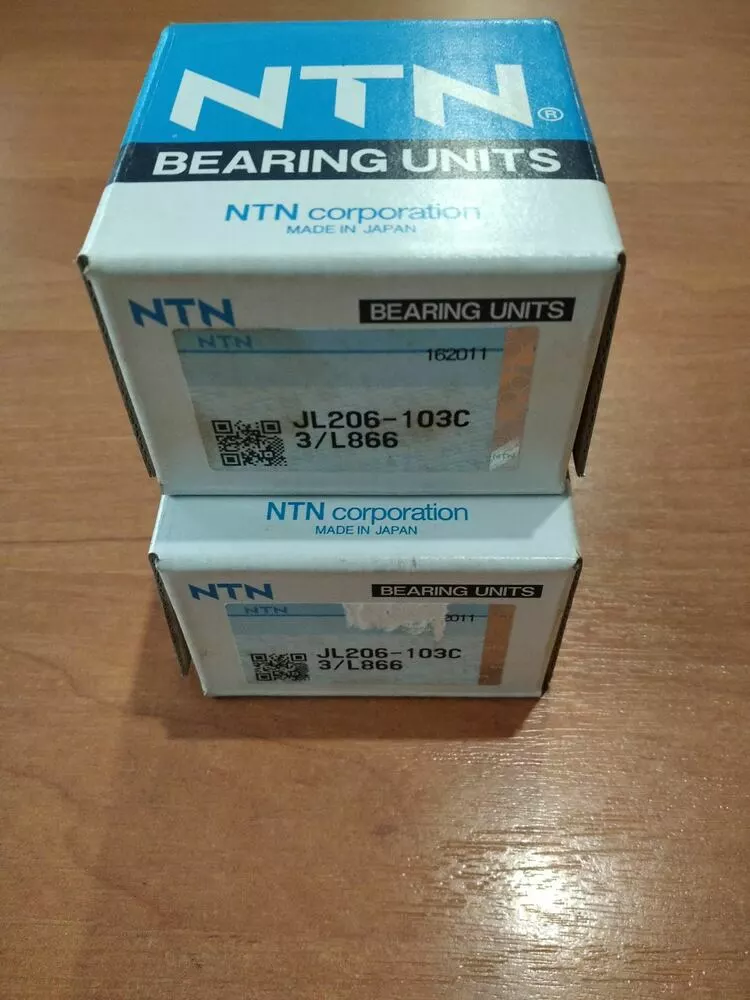 NTN®
BEARING UNITS
NTN corporation
MADE IN JAPAN
NTN BEARING UNITS
NTN
162011
JL206-103C
3/L866
NTN
NTN corporation
MADE IN JAPAN
NTN BEARING UNITS
NTN
2011
JL206-103C
3/L866